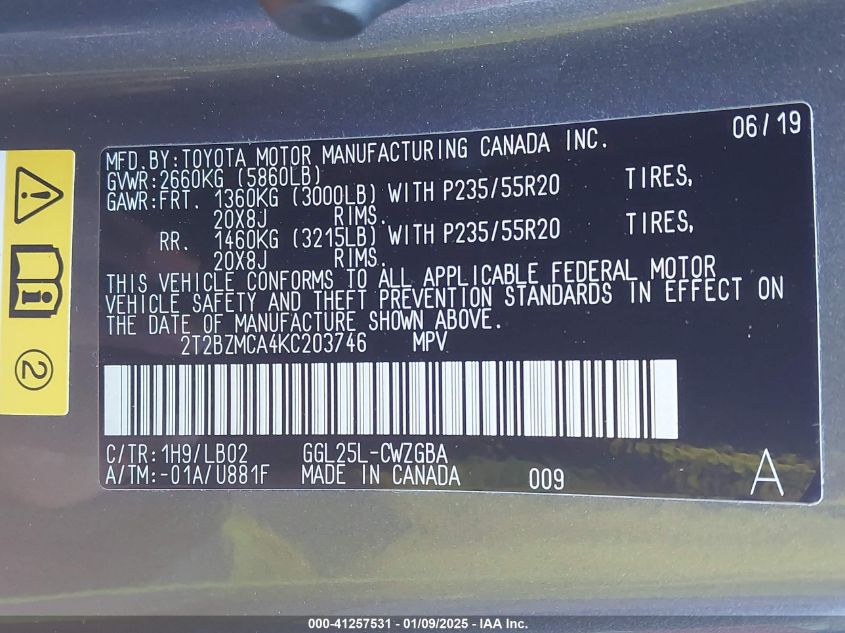 06/19
MFD.BY:TOYOTA MOTOR MANUFACTURING CANADA INC.
GVWR:2660KG (5860LB)
GAWR:FRT. 1360KG (3000LB) WITH P235/55R20 TIRES,
20X8J RIMS.
RR. 1460KG (3215LB) WITH P235/55R20 TIRES,
20X8J RIMS.
THIS VEHICLE CONFORMS TO ALL APPLICABLE FEDERAL MOTOR
VEHICLE SAFETY AND THEFT PREVENTION STANDARDS IN EFFECT ON
THE DATE OF MANUFACTURE SHOWN ABOVE.
2T2BZMCA4KC203746 MPV
C/TR:1H9/LB02 GGL25L-CWZGBA
A/TM:-01A/U881F MADE IN CANADA 009 A
2
000-41257531 - 01/09/2025 - IAA Inc.